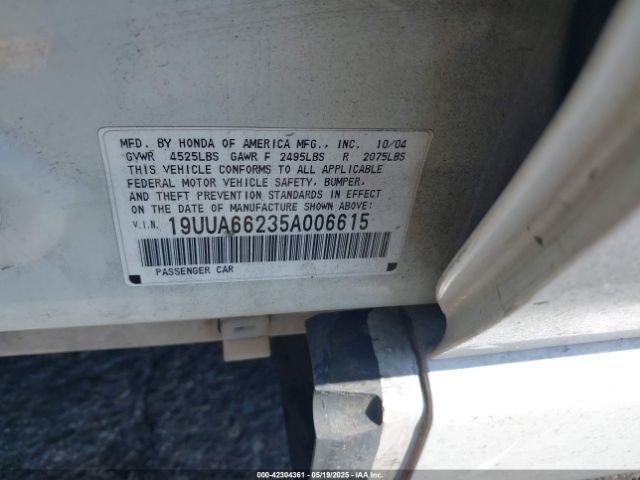 MFD. BY HONDA OF AMERICA MFG., INC. 10/04
GVWR 4525LBS GAWR F 2495LBS R 2075LBS
THIS VEHICLE CONFORMS TO ALL APPLICABLE
FEDERAL MOTOR VEHICLE SAFETY, BUMPER,
AND THEFT PREVENTION STANDARDS IN EFFECT
ON THE DATE OF MANUFACTURE SHOWN ABOVE.
V.I.N. 19UUA66235A006615
PASSENGER CAR
000-42304361 - 05/19/2025 - IAAI.COM